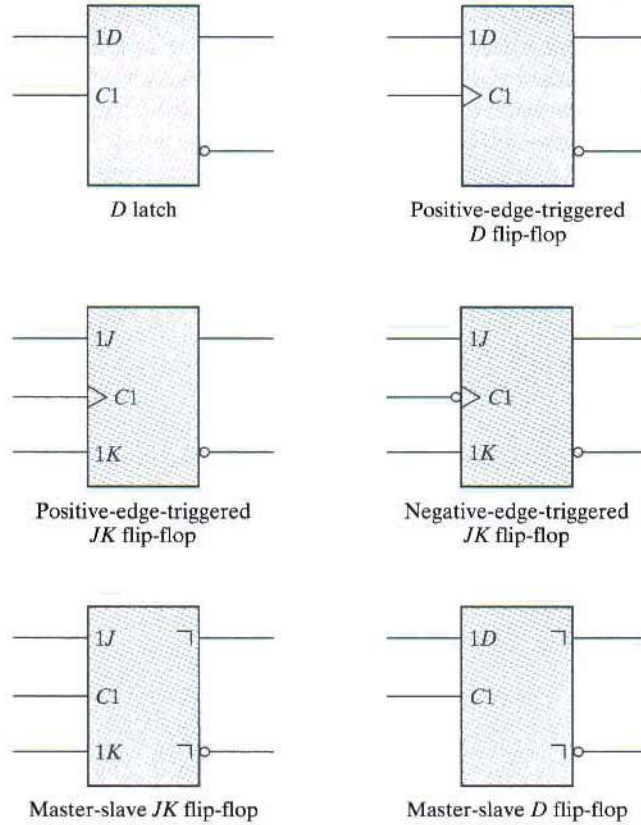 1D
C1
D latch
1D
C1
Positive-edge-triggered
D flip-flop
1J
C1
1K
Positive-edge-triggered
JK flip-flop
1J
C1
1K
Negative-edge-triggered
JK flip-flop
1J
C1
1K
Master-slave JK flip-flop
1D
C1
Master-slave D flip-flop